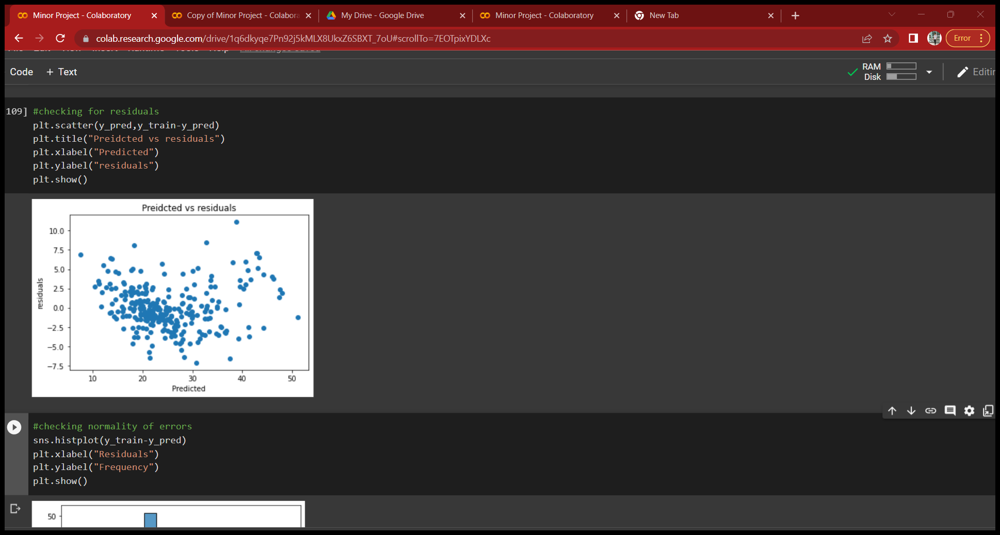 Minor Project - Colaboratory
Copy of Minor Project - Colabora
My Drive - Google Drive
Minor Project - Colaboratory
New Tab
colab.research.google.com/drive/1q6dkyqe7Pn92j5kMLX8UkxZ6SBXT_7oU#scrollTo=7EOTpixYDLXc
Error
Code + Text
RAM
Disk
Editin
109] #checking for residuals
plt.scatter(y_pred,y_train-y_pred)
plt.title("Preidcted vs residuals")
plt.xlabel("Predicted")
plt.ylabel("residuals")
plt.show()
Preidcted vs residuals
10.0
7.5
5.0
2.5
0.0
−2.5
−5.0
−7.5
residuals
10 20 30 40 50
Predicted
#checking normality of errors
sns.histplot(y_train-y_pred)
plt.xlabel("Residuals")
plt.ylabel("Frequency")
plt.show()
50